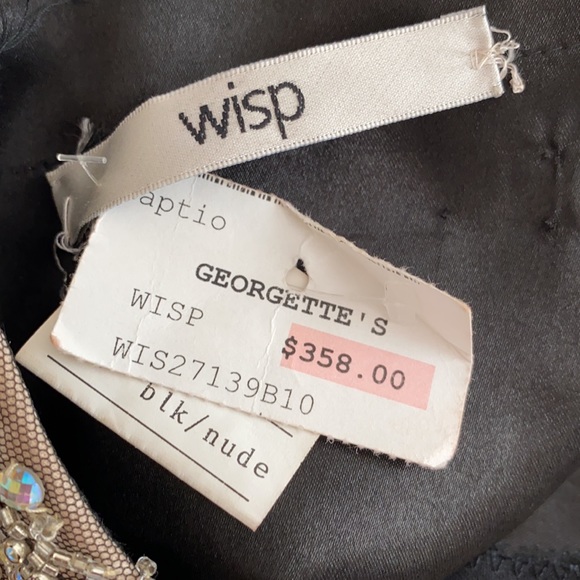 wisp
aptio
GEORGETTE'S
WISP
$358.00
WIS27139B10
blk/nude